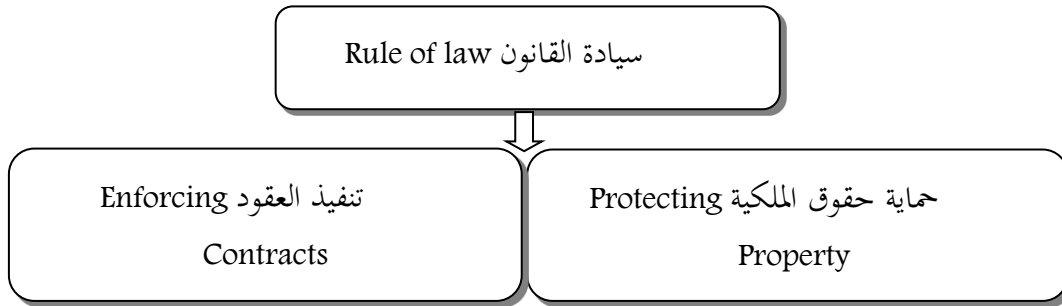 سيادة القانون Rule of law
حماية حقوق الملكية Protecting
Property
تنفيذ العقود Enforcing
Contracts